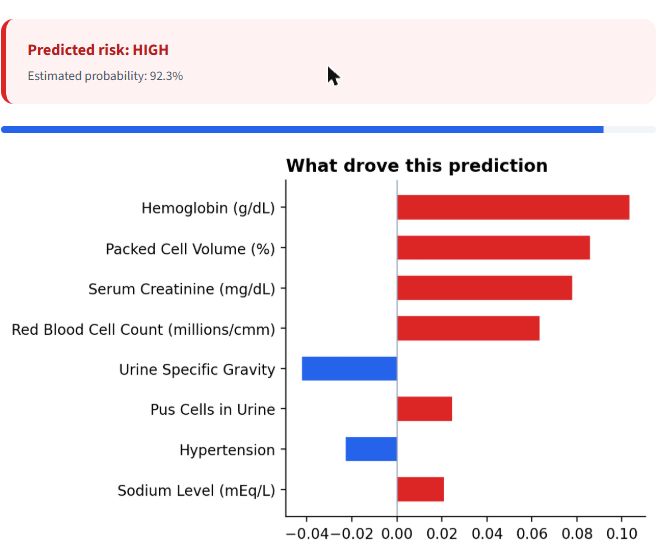 Predicted risk: HIGH
Estimated probability: 92.3%
What drove this prediction
Hemoglobin (g/dL)
Packed Cell Volume (%)
Serum Creatinine (mg/dL)
Red Blood Cell Count (millions/cmm)
Urine Specific Gravity
Pus Cells in Urine
Hypertension
Sodium Level (mEq/L)
−0.04 −0.02 0.00 0.02 0.04 0.06 0.08 0.10